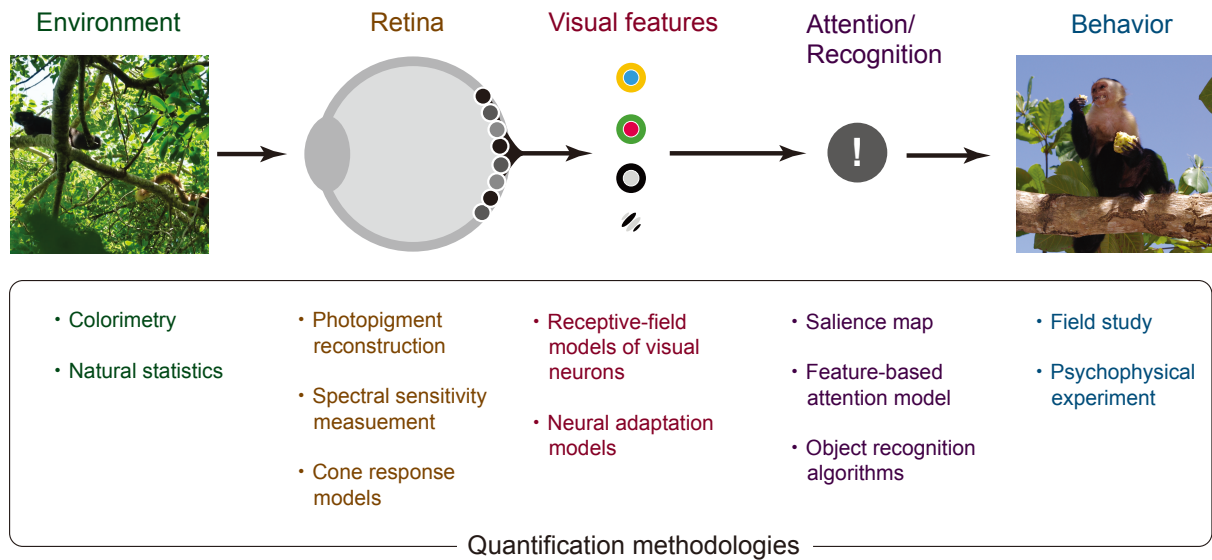 Environment
Retina
Visual features
Attention/
Recognition
Behavior
!
・Colorimetry
・Natural statistics
・Photopigment
reconstruction
・Spectral sensitivity
measuement
・Cone response
models
・Receptive-field
models of visual
neurons
・Neural adaptation
models
・Salience map
・Feature-based
attention model
・Object recognition
algorithms
・Field study
・Psychophysical
experiment
Quantification methodologies